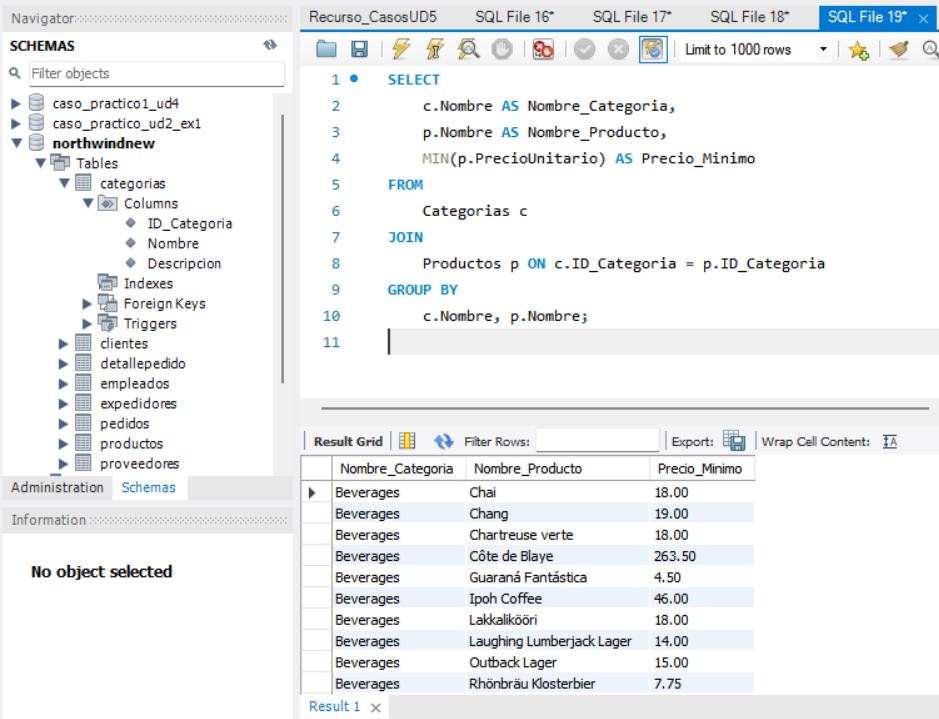 Navigator
SCHEMAS
Filter objects
caso_practico1_ud4
caso_practico_ud2_ex1
northwindnew
Tables
categorias
Columns
ID_Categoria
Nombre
Descripcion
Indexes
Foreign Keys
Triggers
clientes
detallepedido
empleados
expedidores
pedidos
productos
proveedores
Administration Schemas
Information
No object selected
Recurso_CasosUD5 SQL File 16* SQL File 17* SQL File 18* SQL File 19* ×
Limit to 1000 rows
1 SELECT
2 c.Nombre AS Nombre_Categoria,
3 p.Nombre AS Nombre_Producto,
4 MIN(p.PrecioUnitario) AS Precio_Minimo
5 FROM
6 Categorias c
7 JOIN
8 Productos p ON c.ID_Categoria = p.ID_Categoria
9 GROUP BY
10 c.Nombre, p.Nombre;
11
Result Grid Filter Rows: Export: Wrap Cell Content: IA
Nombre_Categoria Nombre_Producto Precio_Minimo
Beverages Chai 18.00
Beverages Chang 19.00
Beverages Chartreuse verte 18.00
Beverages Côte de Blaye 263.50
Beverages Guaraná Fantástica 4.50
Beverages Ipoh Coffee 46.00
Beverages Lakkalikööri 18.00
Beverages Laughing Lumberjack Lager 14.00
Beverages Outback Lager 15.00
Beverages Rhönbräu Klosterbier 7.75
Result 1 ×